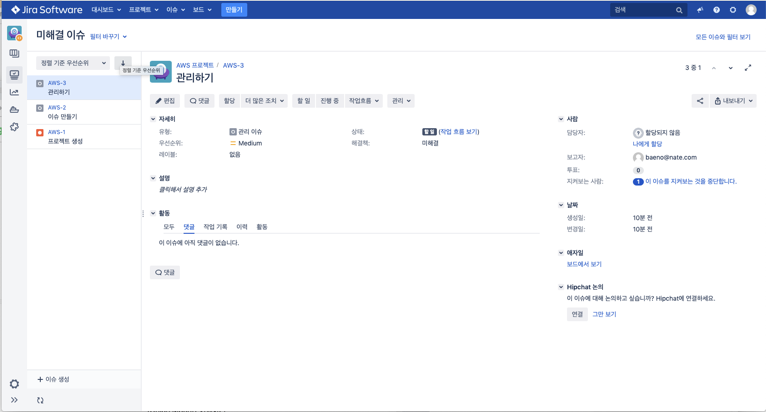 Jira Software 대시보드 프로젝트 이슈 보드 만들기 검색
미해결 이슈 필터 바꾸기 모든 이슈와 필터 보기
정렬 기준 우선순위
정렬 기준 우선순위
AWS-3
관리하기
AWS-2
이슈 만들기
AWS-1
프로젝트 생성
+ 이슈 생성
AWS 프로젝트 / AWS-3
관리하기
3 중 1
편집 댓글 할당 더 많은 조치 할 일 진행 중 작업흐름 관리 내보내기
자세히
유형: 관리 이슈 상태: 할 일 (작업 흐름 보기)
우선순위: Medium 해결책: 미해결
레이블: 없음
설명
클릭해서 설명 추가
활동
모두 댓글 작업 기록 이력 활동
이 이슈에 아직 댓글이 없습니다.
댓글
사람
담당자: 할당되지 않음
나에게 할당
보고자: baeno@nate.com
투표: 0
지켜보는 사람: 1 이 이슈를 지켜보는 것을 중단합니다.
날짜
생성일: 10분 전
변경일: 10분 전
애자일
보드에서 보기
Hipchat 논의
이 이슈에 대해 논의하고 싶습니까? Hipchat에 연결하세요.
연결 그만 보기